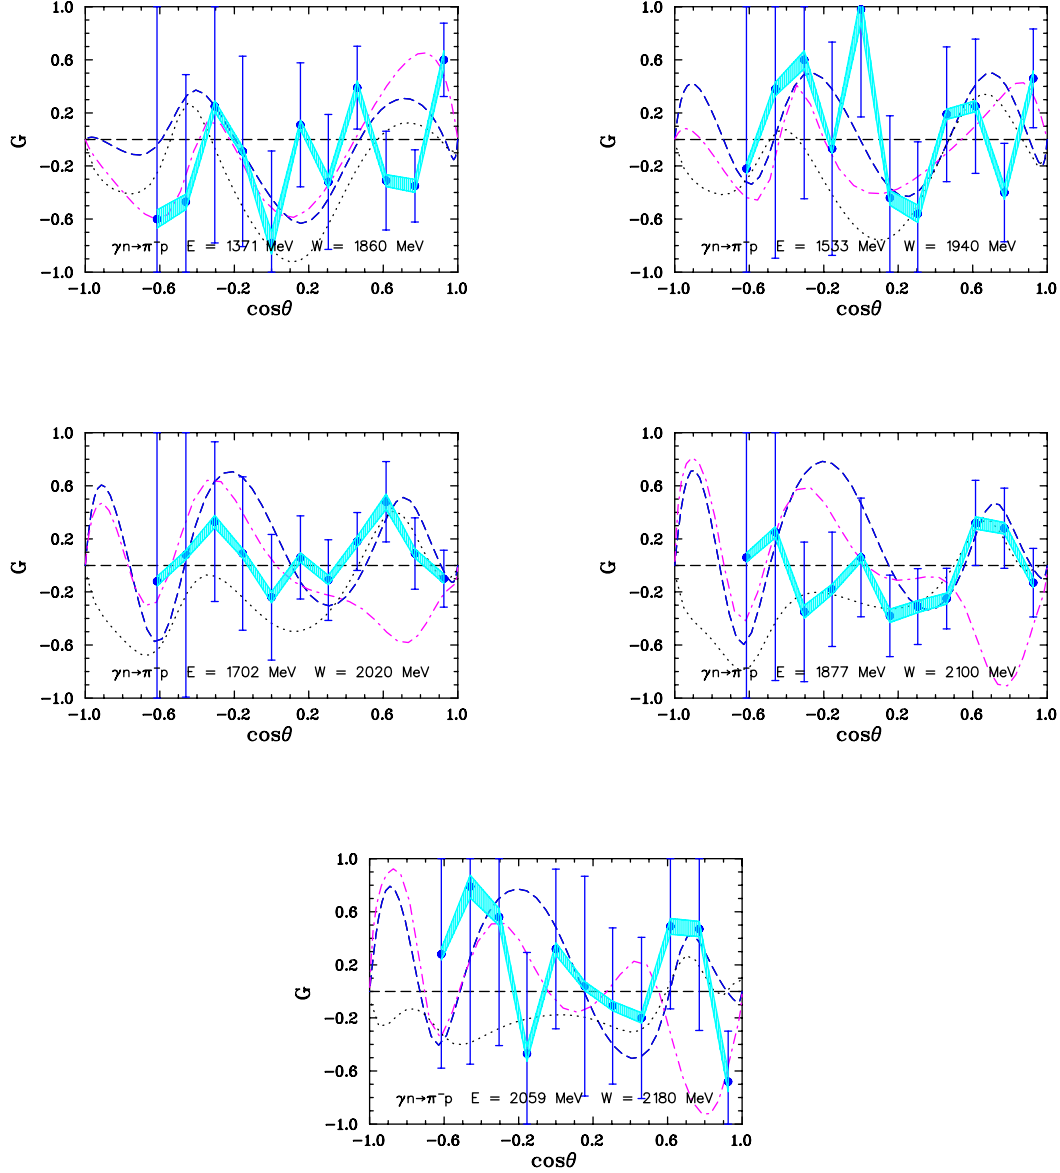 1.0 1.0
0.6 0.6
G 0.2 G 0.2
−0.2 −0.2
−0.6 −0.6
γn→π⁻p E = 1371 MeV W = 1860 MeV γn→π⁻p E = 1533 MeV W = 1940 MeV
−1.0 −1.0
−1.0 −0.6 −0.2 0.2 0.6 1.0 −1.0 −0.6 −0.2 0.2 0.6 1.0
cosθ cosθ
1.0 1.0
0.6 0.6
G 0.2 G 0.2
−0.2 −0.2
−0.6 −0.6
γn→π⁻p E = 1702 MeV W = 2020 MeV γn→π⁻p E = 1877 MeV W = 2100 MeV
−1.0 −1.0
−1.0 −0.6 −0.2 0.2 0.6 1.0 −1.0 −0.6 −0.2 0.2 0.6 1.0
cosθ cosθ
1.0
0.6
G 0.2
−0.2
−0.6
γn→π⁻p E = 2059 MeV W = 2180 MeV
−1.0
−1.0 −0.6 −0.2 0.2 0.6 1.0
cosθ